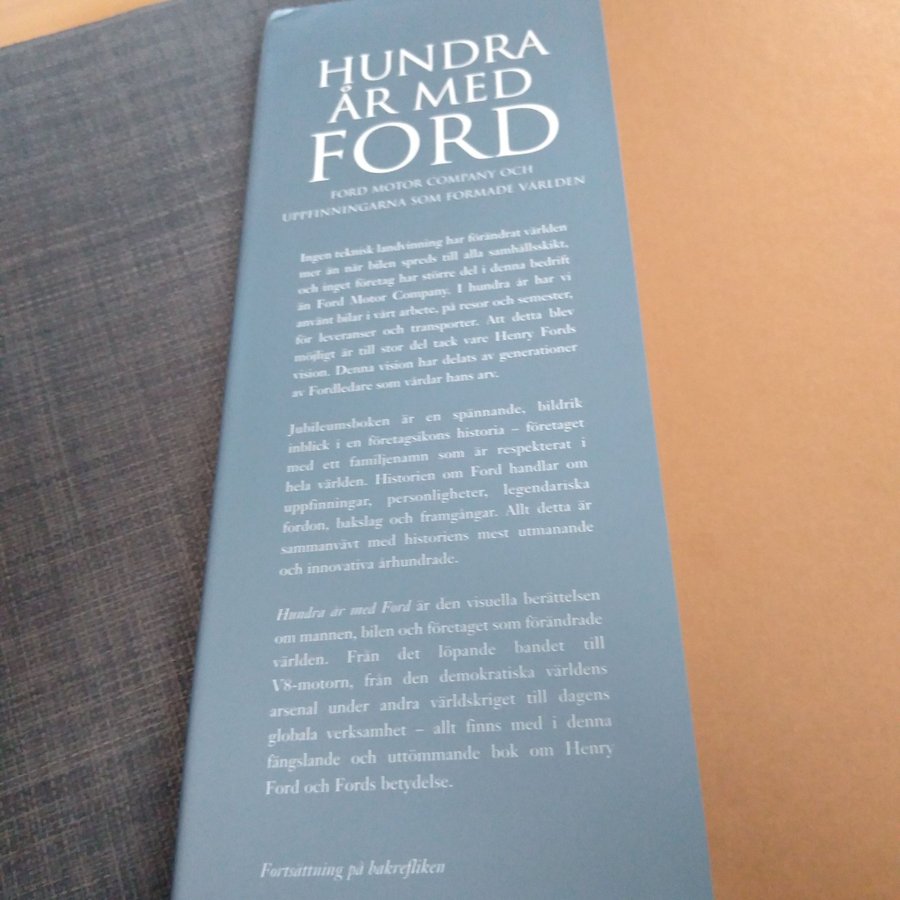 HUNDRA
ÅR MED
FORD
FORD MOTOR COMPANY OCH
UPPFINNINGARNA SOM FORMADE VÄRLDEN
Ingen teknisk landvinning har förändrat världen
mer än när bilen spreds till alla samhällsskikt,
och inget företag har större del i denna bedrift
än Ford Motor Company. I hundra år har vi
använt bilar i vårt arbete, på resor och semester,
för leveranser och transporter. Att detta blev
möjligt är till stor del tack vare Henry Fords
vision. Denna vision har delats av generationer
av Fordledare som vårdar hans arv.
Jubileumsboken är en spännande, bildrik
inblick i en företagsikons historia – företaget
med ett familjenamn som är respekterat i
hela världen. Historien om Ford handlar om
uppfinningar, personligheter, legendariska
fordon, bakslag och framgångar. Allt detta är
sammanvävt med historiens mest utmanande
och innovativa århundrade.
Hundra år med Ford är den visuella berättelsen
om mannen, bilen och företaget som förändrade
världen. Från det löpande bandet till
V8-motorn, från den demokratiska världens
arsenal under andra världskriget till dagens
globala verksamhet – allt finns med i denna
fängslande och uttömmande bok om Henry
Ford och Fords betydelse.
Fortsättning på bakrefliken